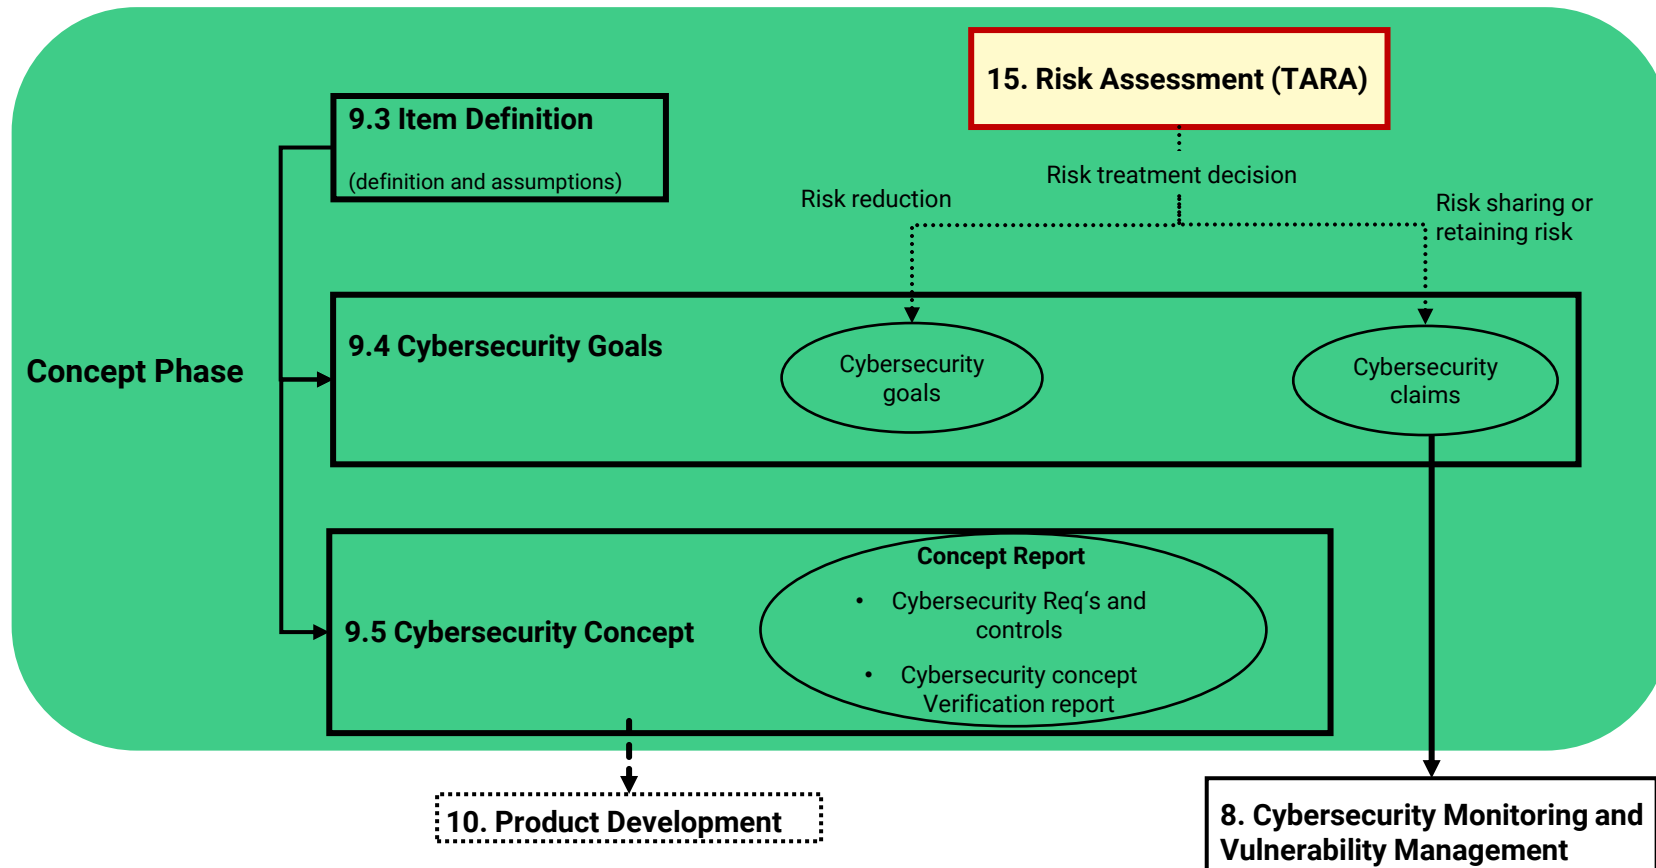 15. Risk Assessment (TARA)
9.3 Item Definition
(definition and assumptions)
Risk treatment decision
Risk reduction
Risk sharing or
retaining risk
Concept Phase
9.4 Cybersecurity Goals
Cybersecurity
goals
Cybersecurity
claims
9.5 Cybersecurity Concept
Concept Report
• Cybersecurity Req‘s and
controls
• Cybersecurity concept
Verification report
10. Product Development
8. Cybersecurity Monitoring and
Vulnerability Management